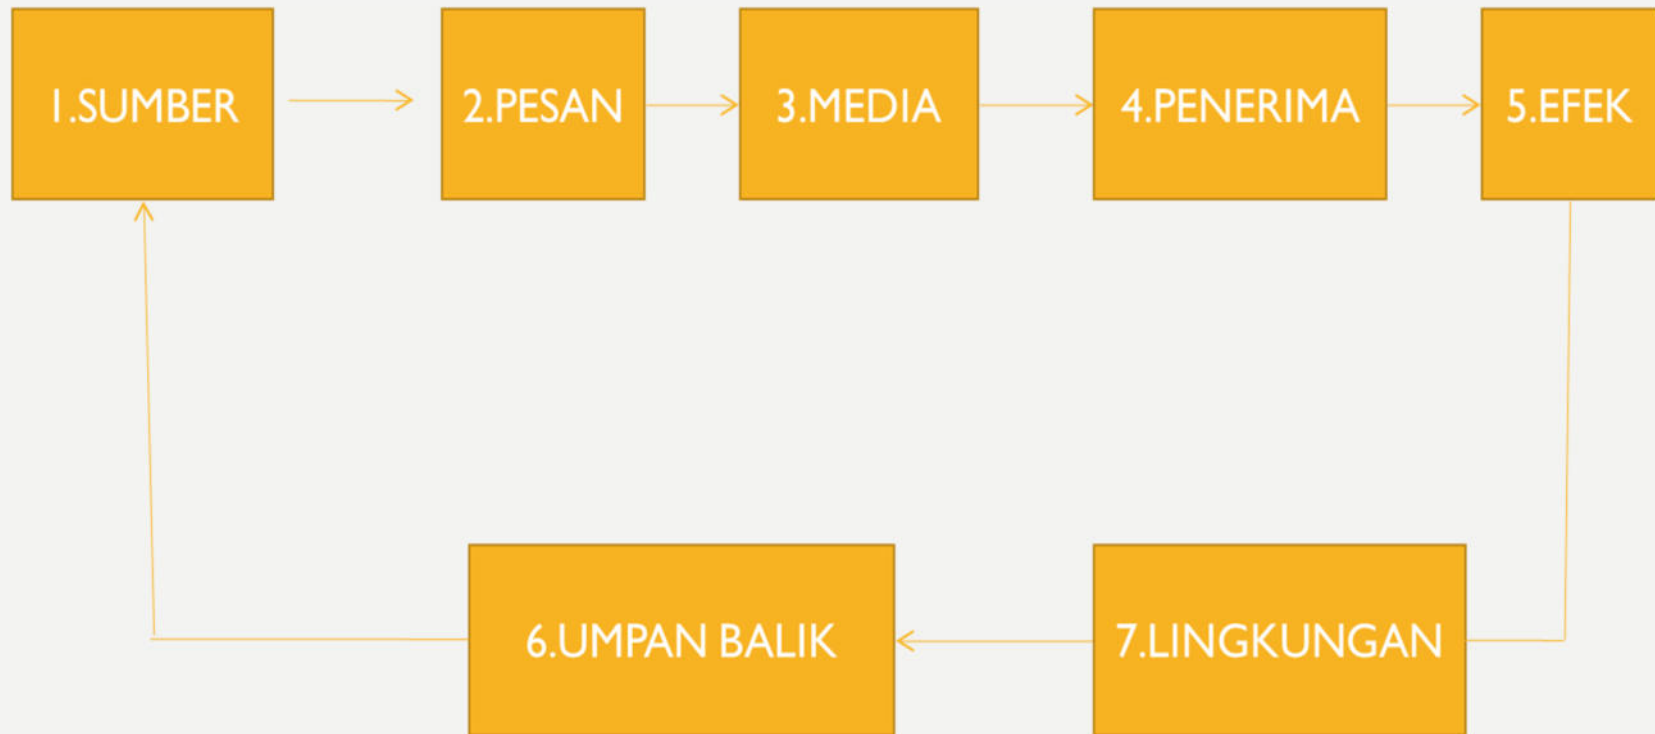 1.SUMBER
2.PESAN
3.MEDIA
4.PENERIMA
5.EFEK
6.UMPAN BALIK
7.LINGKUNGAN